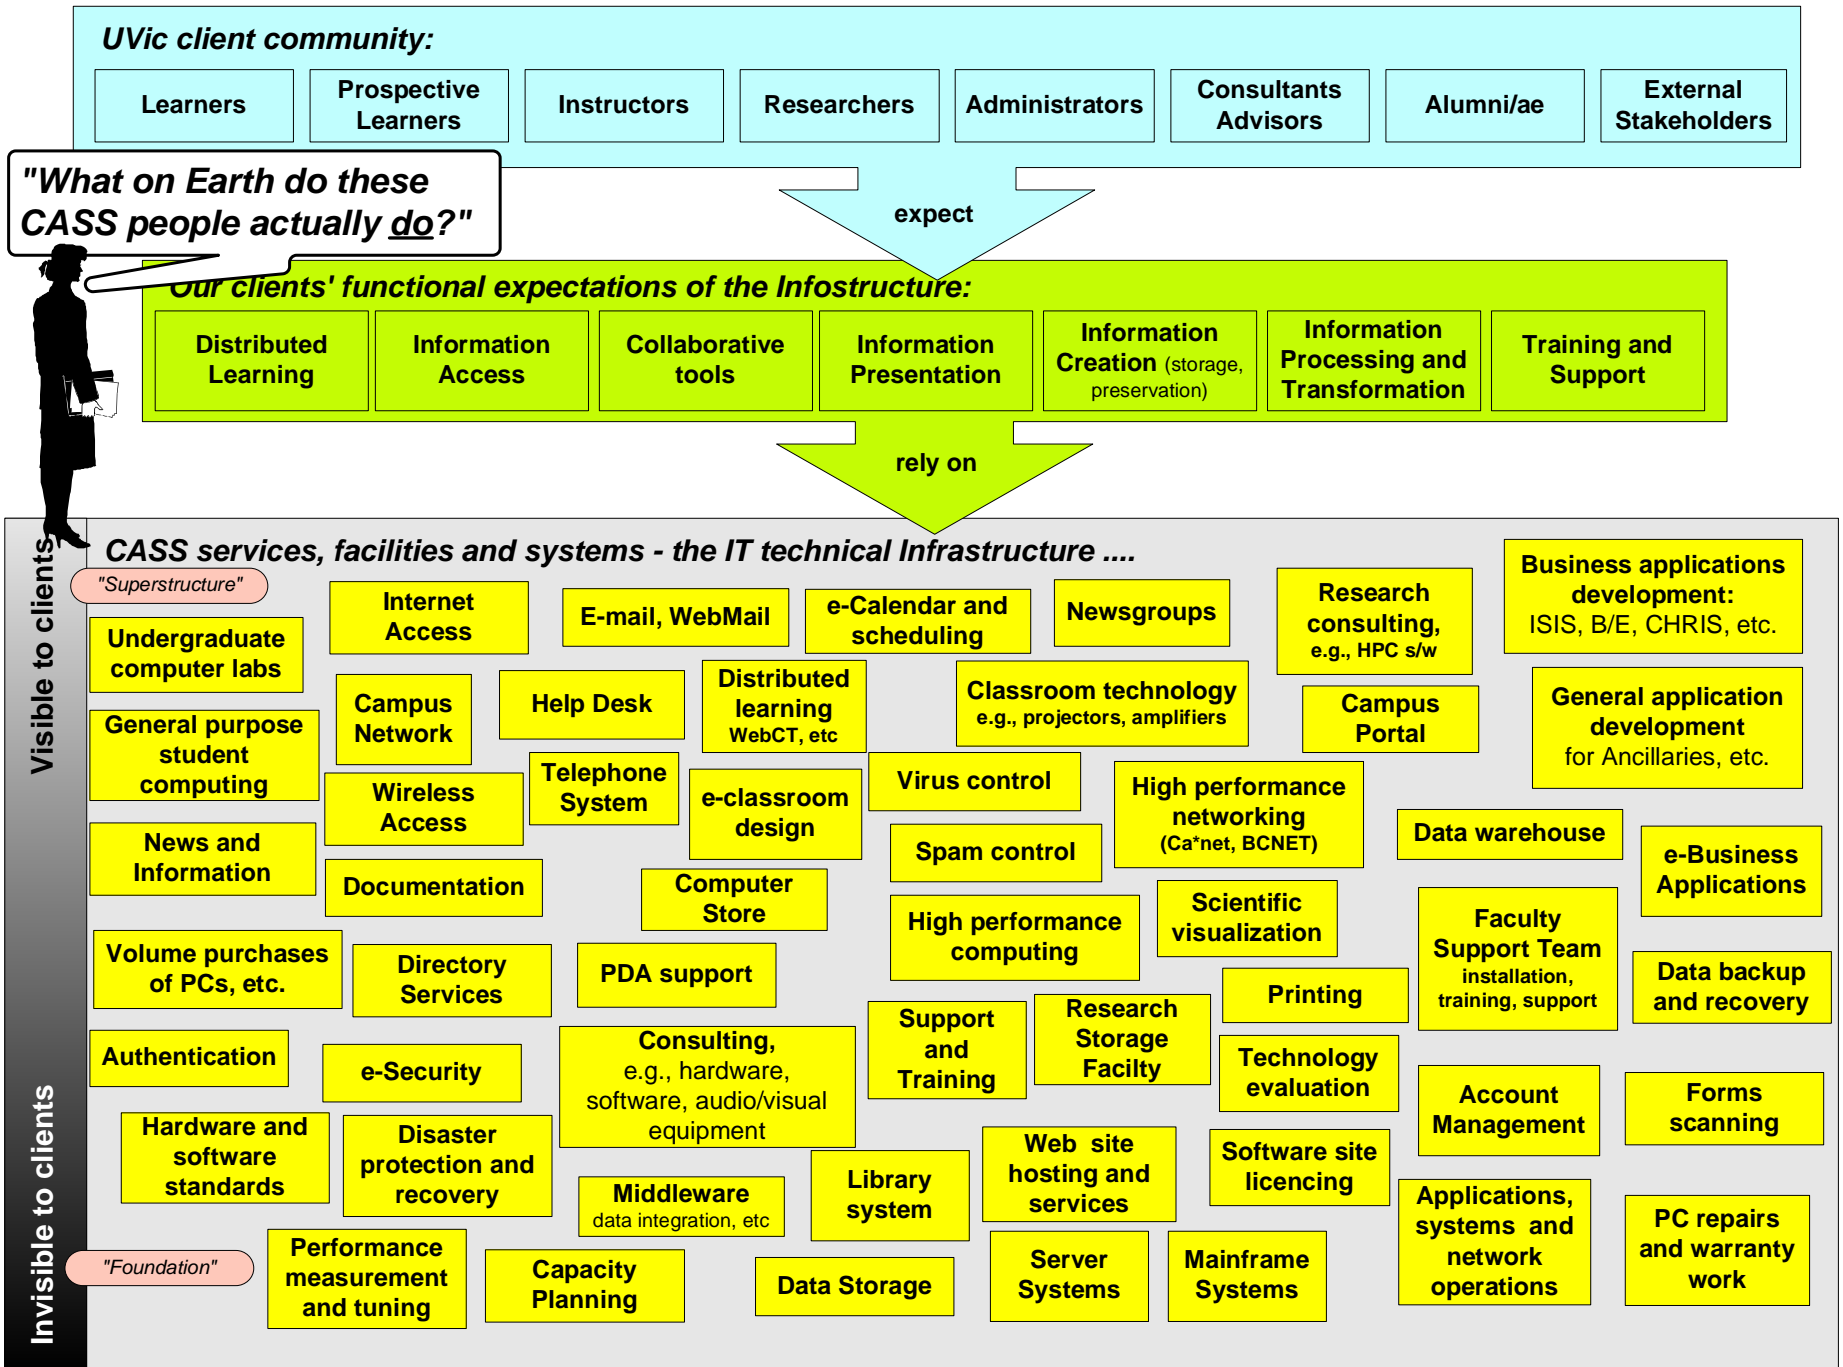 UVic client community:
Learners
Prospective
Learners
Instructors
Researchers
Administrators
Consultants
Advisors
Alumni/ae
External
Stakeholders
"What on Earth do these
CASS people actually do?"
expect
Our clients' functional expectations of the Infostructure:
Distributed
Learning
Information
Access
Collaborative
tools
Information
Presentation
Information
Creation (storage,
preservation)
Information
Processing and
Transformation
Training and
Support
rely on
Visible to clients
Invisible to clients
CASS services, facilities and systems - the IT technical Infrastructure ....
"Superstructure"
Internet
Access
E-mail, WebMail
e-Calendar and
scheduling
Newsgroups
Research
consulting,
e.g., HPC s/w
Business applications
development:
ISIS, B/E, CHRIS, etc.
Undergraduate
computer labs
Campus
Network
Help Desk
Distributed
learning
WebCT, etc
Classroom technology
e.g., projectors, amplifiers
Campus
Portal
General application
development
for Ancillaries, etc.
General purpose
student
computing
Wireless
Access
Telephone
System
e-classroom
design
Virus control
High performance
networking
(Ca*net, BCNET)
Data warehouse
e-Business
Applications
News and
Information
Documentation
Computer
Store
Spam control
High performance
computing
Scientific
visualization
Faculty
Support Team
installation,
training, support
Volume purchases
of PCs, etc.
Directory
Services
PDA support
Printing
Data backup
and recovery
Authentication
e-Security
Consulting,
e.g., hardware,
software, audio/visual
equipment
Support
and
Training
Research
Storage
Facilty
Technology
evaluation
Account
Management
Forms
scanning
Hardware and
software
standards
Disaster
protection and
recovery
Middleware
data integration, etc
Library
system
Web  site
hosting and
services
Software site
licencing
Applications,
systems  and
network
operations
PC repairs
and warranty
work
"Foundation"
Performance
measurement
and tuning
Capacity
Planning
Data Storage
Server
Systems
Mainframe
Systems